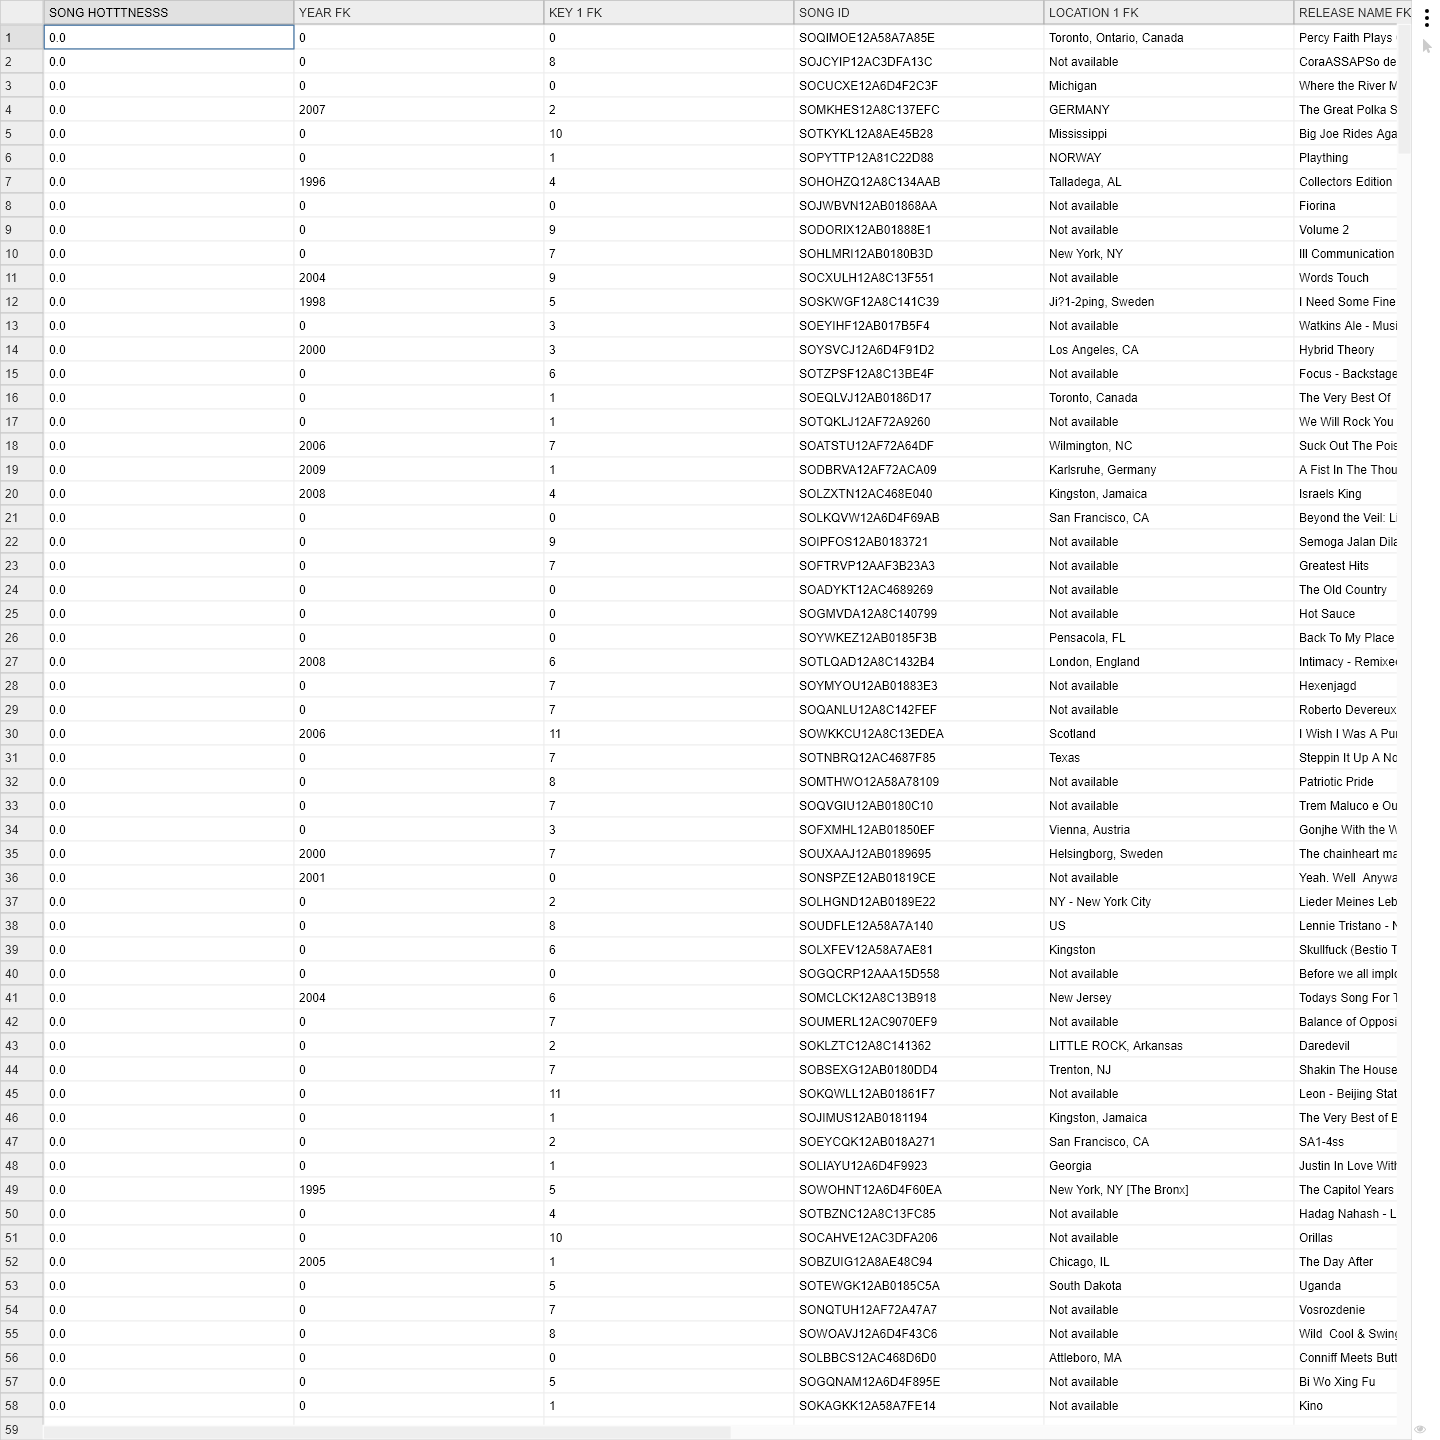 SONG HOTTTNESSS YEAR FK KEY 1 FK SONG ID LOCATION 1 FK RELEASE NAME FK
1 0.0 0 0 SOQIMOE12A58A7A85E Toronto, Ontario, Canada Percy Faith Plays
2 0.0 0 8 SOJCYIP12AC3DFA13C Not available CoraASSAPSo de
3 0.0 0 0 SOCUCXE12A6D4F2C3F Michigan Where the River M
4 0.0 2007 2 SOMKHES12A8C137EFC GERMANY The Great Polka S
5 0.0 0 10 SOTKYKL12A8AE45B28 Mississippi Big Joe Rides Aga
6 0.0 0 1 SOPYTTP12A81C22D88 NORWAY Plaything
7 0.0 1996 4 SOHOHZQ12A8C134AAB Talladega, AL Collectors Edition
8 0.0 0 0 SOJWBVN12AB01868AA Not available Fiorina
9 0.0 0 9 SODORIX12AB01888E1 Not available Volume 2
10 0.0 0 7 SOHLMRI12AB0180B3D New York, NY Ill Communication
11 0.0 2004 9 SOCXULH12A8C13F551 Not available Words Touch
12 0.0 1998 5 SOSKWGF12A8C141C39 Ji?1-2ping, Sweden I Need Some Fine
13 0.0 0 3 SOEYIHF12AB017B5F4 Not available Watkins Ale - Musi
14 0.0 2000 3 SOYSVCJ12A6D4F91D2 Los Angeles, CA Hybrid Theory
15 0.0 0 6 SOTZPSF12A8C13BE4F Not available Focus - Backstage
16 0.0 0 1 SOEQLVJ12AB0186D17 Toronto, Canada The Very Best Of
17 0.0 0 1 SOTQKLJ12AF72A9260 Not available We Will Rock You
18 0.0 2006 7 SOATSTU12AF72A64DF Wilmington, NC Suck Out The Pois
19 0.0 2009 1 SODBRVA12AF72ACA09 Karlsruhe, Germany A Fist In The Thou
20 0.0 2008 4 SOLZXTN12AC468E040 Kingston, Jamaica Israels King
21 0.0 0 0 SOLKQVW12A6D4F69AB San Francisco, CA Beyond the Veil: Li
22 0.0 0 9 SOIPFOS12AB0183721 Not available Semoga Jalan Dila
23 0.0 0 7 SOFTRVP12AAF3B23A3 Not available Greatest Hits
24 0.0 0 0 SOADYKT12AC4689269 Not available The Old Country
25 0.0 0 0 SOGMVDA12A8C140799 Not available Hot Sauce
26 0.0 0 0 SOYWKEZ12AB0185F3B Pensacola, FL Back To My Place
27 0.0 2008 6 SOTLQAD12A8C1432B4 London, England Intimacy - Remixe
28 0.0 0 7 SOYMYOU12AB01883E3 Not available Hexenjagd
29 0.0 0 7 SOQANLU12A8C142FEF Not available Roberto Devereux
30 0.0 2006 11 SOWKKCU12A8C13EDEA Scotland I Wish I Was A Pu
31 0.0 0 7 SOTNBRQ12AC4687F85 Texas Steppin It Up A No
32 0.0 0 8 SOMTHWO12A58A78109 Not available Patriotic Pride
33 0.0 0 7 SOQVGIU12AB0180C10 Not available Trem Maluco e Ou
34 0.0 0 3 SOFXMHL12AB01850EF Vienna, Austria Gonjhe With the W
35 0.0 2000 7 SOUXAAJ12AB0189695 Helsingborg, Sweden The chainheart ma
36 0.0 2001 0 SONSPZE12AB01819CE Not available Yeah. Well Anywa
37 0.0 0 2 SOLHGND12AB0189E22 NY - New York City Lieder Meines Leb
38 0.0 0 8 SOUDFLE12A58A7A140 US Lennie Tristano - N
39 0.0 0 6 SOLXFEV12A58A7AE81 Kingston Skullfuck (Bestio T
40 0.0 0 0 SOGQCRP12AAA15D558 Not available Before we all implo
41 0.0 2004 6 SOMCLCK12A8C13B918 New Jersey Todays Song For T
42 0.0 0 7 SOUMERL12AC9070EF9 Not available Balance of Opposi
43 0.0 0 2 SOKLZTC12A8C141362 LITTLE ROCK, Arkansas Daredevil
44 0.0 0 7 SOBSEXG12AB0180DD4 Trenton, NJ Shakin The House
45 0.0 0 11 SOKQWLL12AB01861F7 Not available Leon - Beijing Stat
46 0.0 0 1 SOJIMUS12AB0181194 Kingston, Jamaica The Very Best of B
47 0.0 0 2 SOEYCQK12AB018A271 San Francisco, CA SA1-4ss
48 0.0 0 1 SOLIAYU12A6D4F9923 Georgia Justin In Love With
49 0.0 1995 5 SOWOHNT12A6D4F60EA New York, NY [The Bronx] The Capitol Years
50 0.0 0 4 SOTBZNC12A8C13FC85 Not available Hadag Nahash - L
51 0.0 0 10 SOCAHVE12AC3DFA206 Not available Orillas
52 0.0 2005 1 SOBZUIG12A8AE48C94 Chicago, IL The Day After
53 0.0 0 5 SOTEWGK12AB0185C5A South Dakota Uganda
54 0.0 0 7 SONQTUH12AF72A47A7 Not available Vosrozdenie
55 0.0 0 8 SOWOAVJ12A6D4F43C6 Not available Wild Cool & Swing
56 0.0 0 0 SOLBBCS12AC468D6D0 Attleboro, MA Conniff Meets Butt
57 0.0 0 5 SOGQNAM12A6D4F895E Not available Bi Wo Xing Fu
58 0.0 0 1 SOKAGKK12A58A7FE14 Not available Kino
59